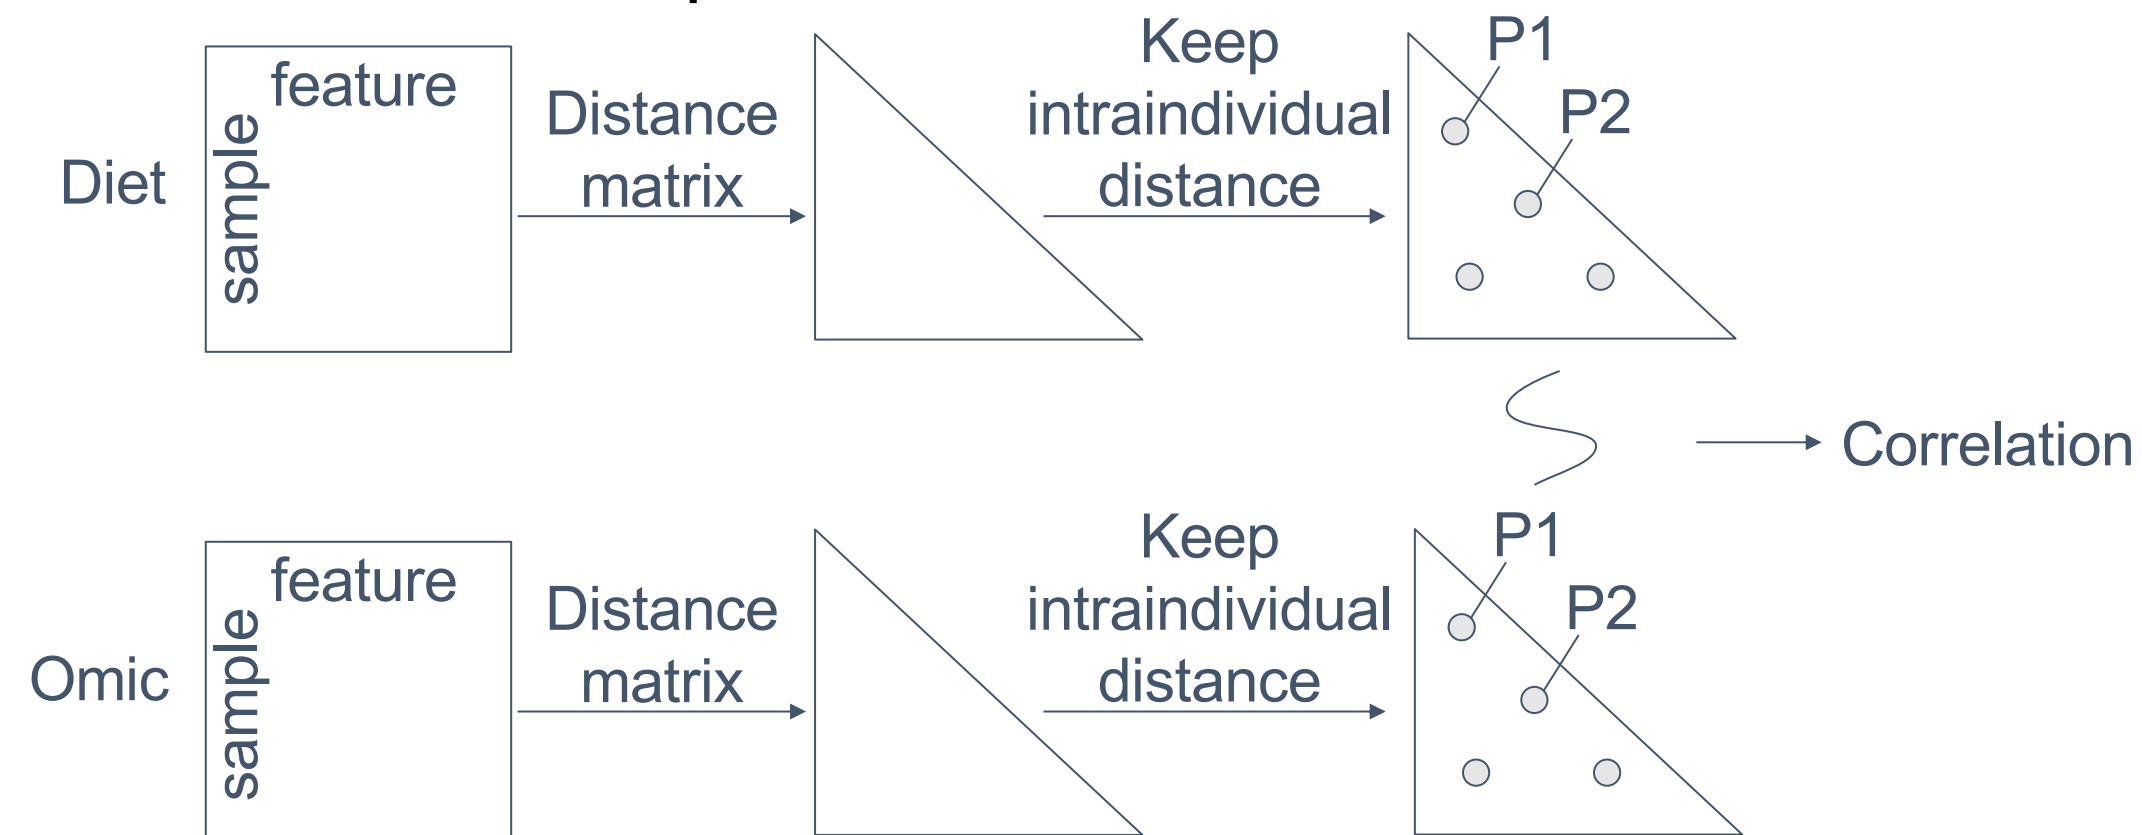 Diet
sample
feature
Distance
matrix
Keep
intraindividual
distance
P1
P2
Correlation
Omic
sample
feature
Distance
matrix
Keep
intraindividual
distance
P1
P2